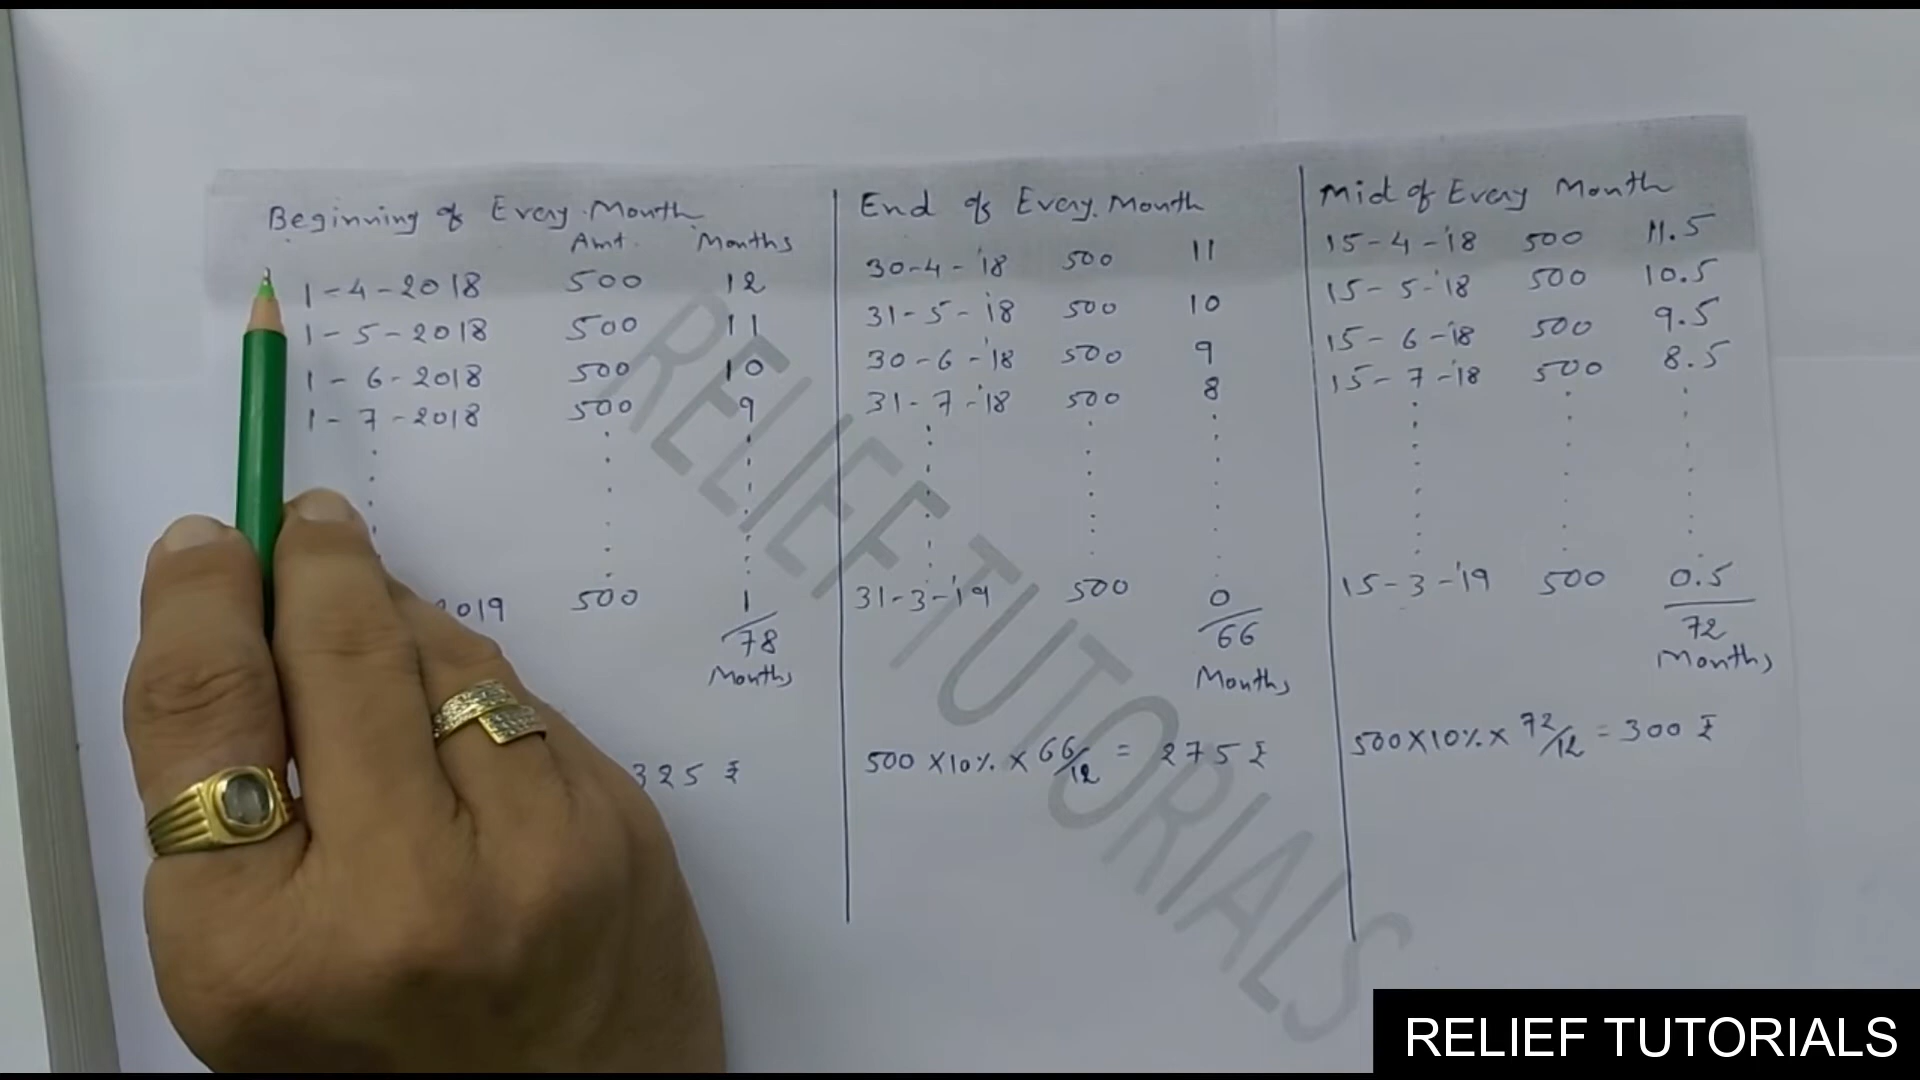 Beginning of Every Month
Amt. Months
1-4-2018 500 12
1-5-2018 500 11
1-6-2018 500 10
1-7-2018 500 9
2019 500 1
78
Months
325 ₹
End of Every Month
30-4-'18 500 11
31-5-'18 500 10
30-6-'18 500 9
31-7-'18 500 8
31-3-'19 500 0
66
Months
500 X10% x 66/12 = 275 ₹
Mid of Every Month
15-4-'18 500 11.5
15-5-'18 500 10.5
15-6-'18 500 9.5
15-7-'18 500 8.5
15-3-'19 500 0.5
72
Months
500X10% x 72/12 = 300 ₹
RELIEF TUTORIALS
RELIEF TUTORIALS